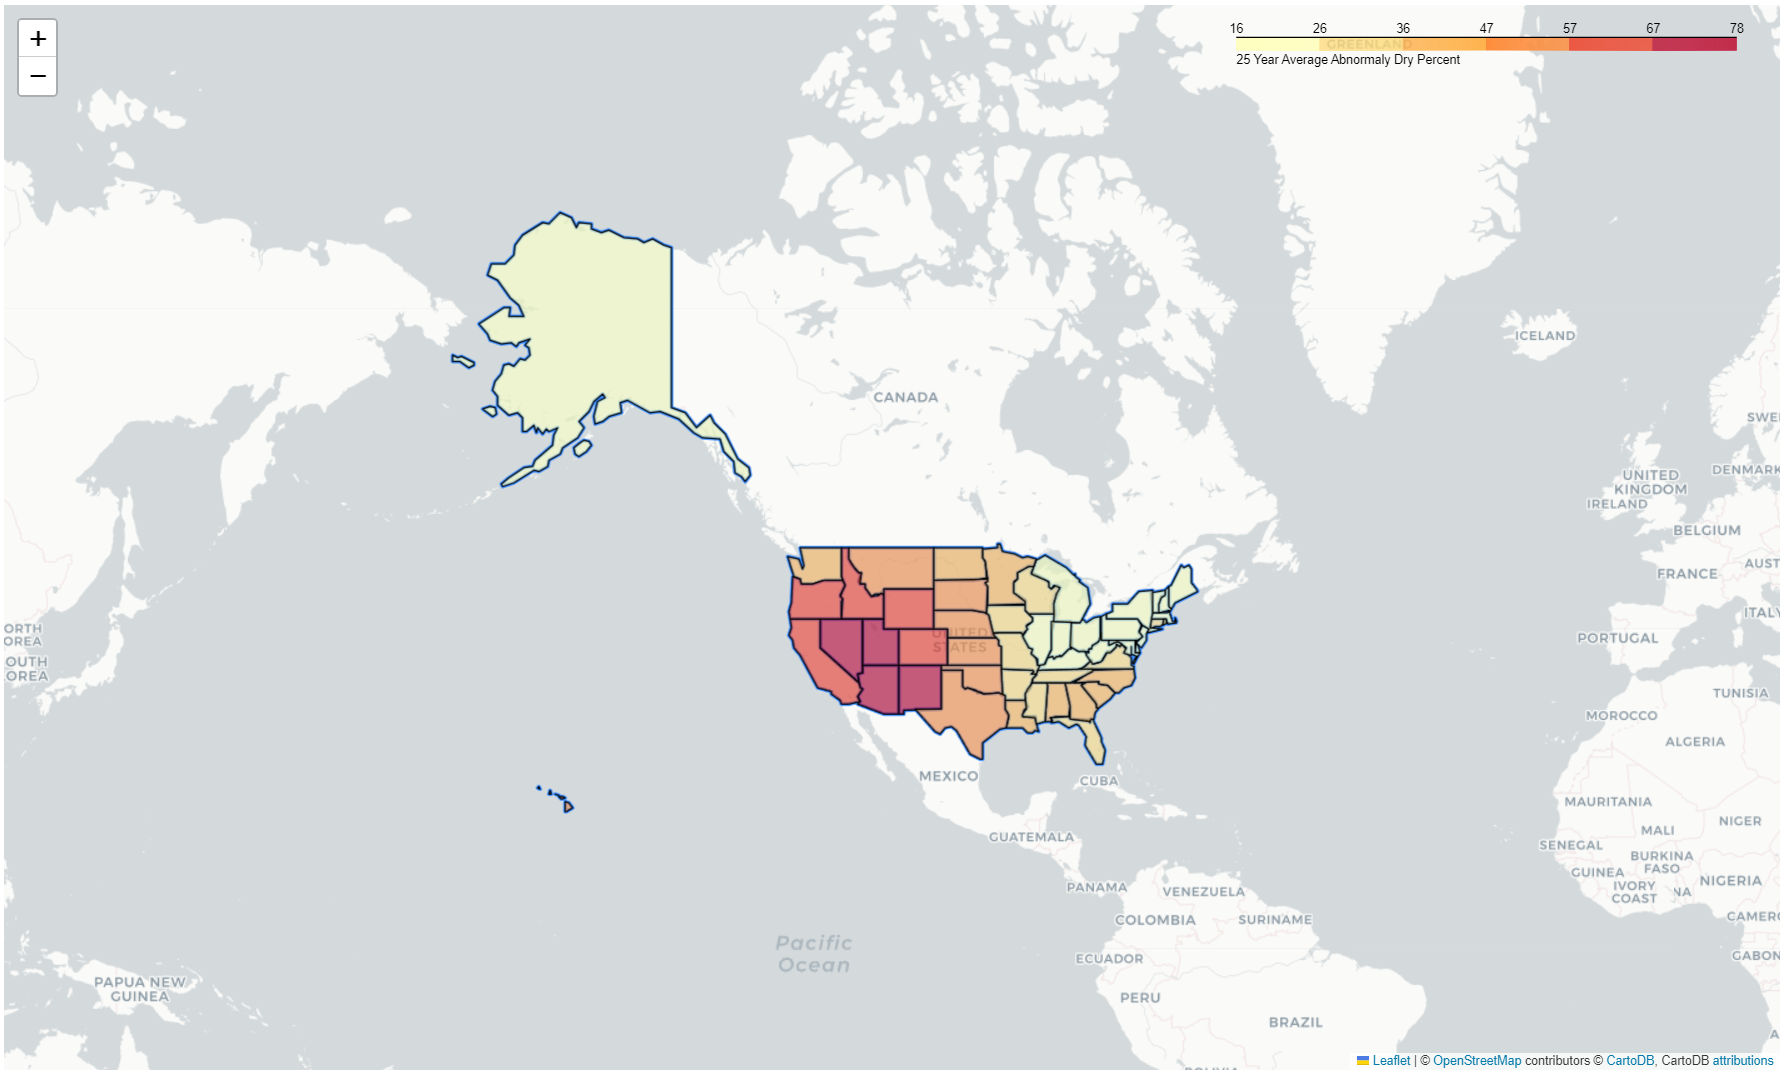 +
−
16 26 36 47 57 67 78
GREENLAND
25 Year Average Abnormaly Dry Percent
ICELAND
CANADA
SWE
UNITED
KINGDOM
DENMARK
IRELAND
BELGIUM
FRANCE
AUST
ITALY
PORTUGAL
ORTH
OREA
OUTH
OREA
UNITED
STATES
TUNISIA
MOROCCO
ALGERIA
MEXICO
CUBA
MAURITANIA
NIGER
MALI
GUATEMALA
SENEGAL
BURKINA
FASO
GUINEA
IVORY
COAST
NA
NIGERIA
PANAMA
VENEZUELA
COLOMBIA
SURINAME
CAMERO
Pacific
Ocean
ECUADOR
GABON
PAPUA NEW
GUINEA
PERU
BRAZIL
A
BOLIVIA
Leaflet | © OpenStreetMap contributors © CartoDB, CartoDB attributions